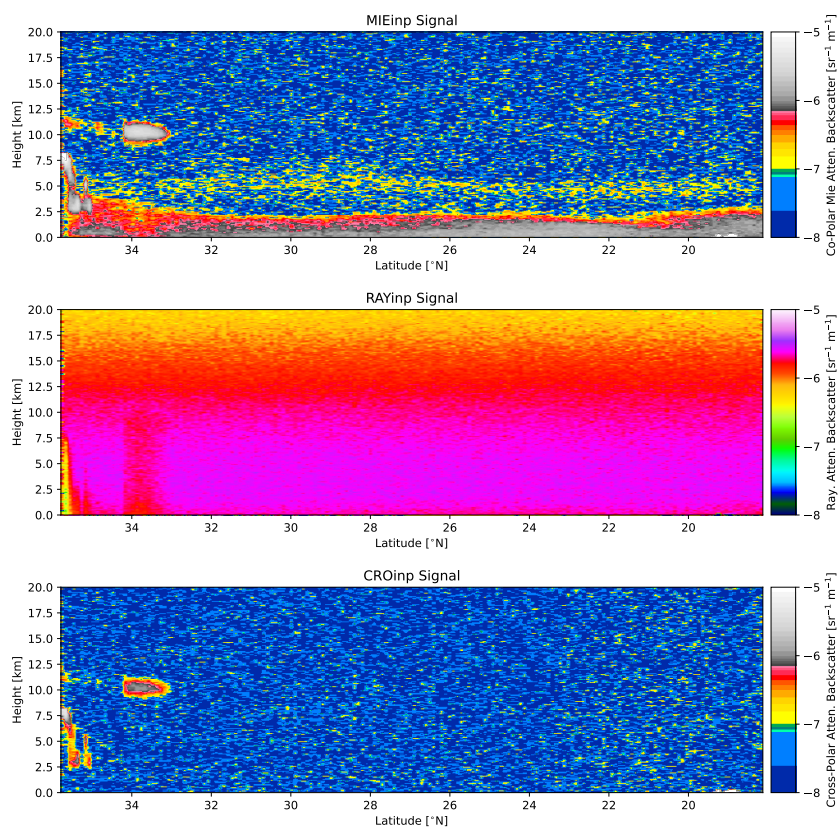 MIEinp Signal
20.0
17.5
15.0
12.5
10.0
7.5
5.0
2.5
0.0
Height [km]
34 32 30 28 26 24 22 20
Latitude [°N]
−5
−6
−7
−8
Co-Polar Mie Atten. Backscatter [sr⁻¹ m⁻¹]
RAYinp Signal
20.0
17.5
15.0
12.5
10.0
7.5
5.0
2.5
0.0
Height [km]
34 32 30 28 26 24 22 20
Latitude [°N]
−5
−6
−7
−8
Ray. Atten. Backscatter [sr⁻¹ m⁻¹]
CROinp Signal
20.0
17.5
15.0
12.5
10.0
7.5
5.0
2.5
0.0
Height [km]
34 32 30 28 26 24 22 20
Latitude [°N]
−5
−6
−7
−8
Cross-Polar Atten. Backscatter [sr⁻¹ m⁻¹]